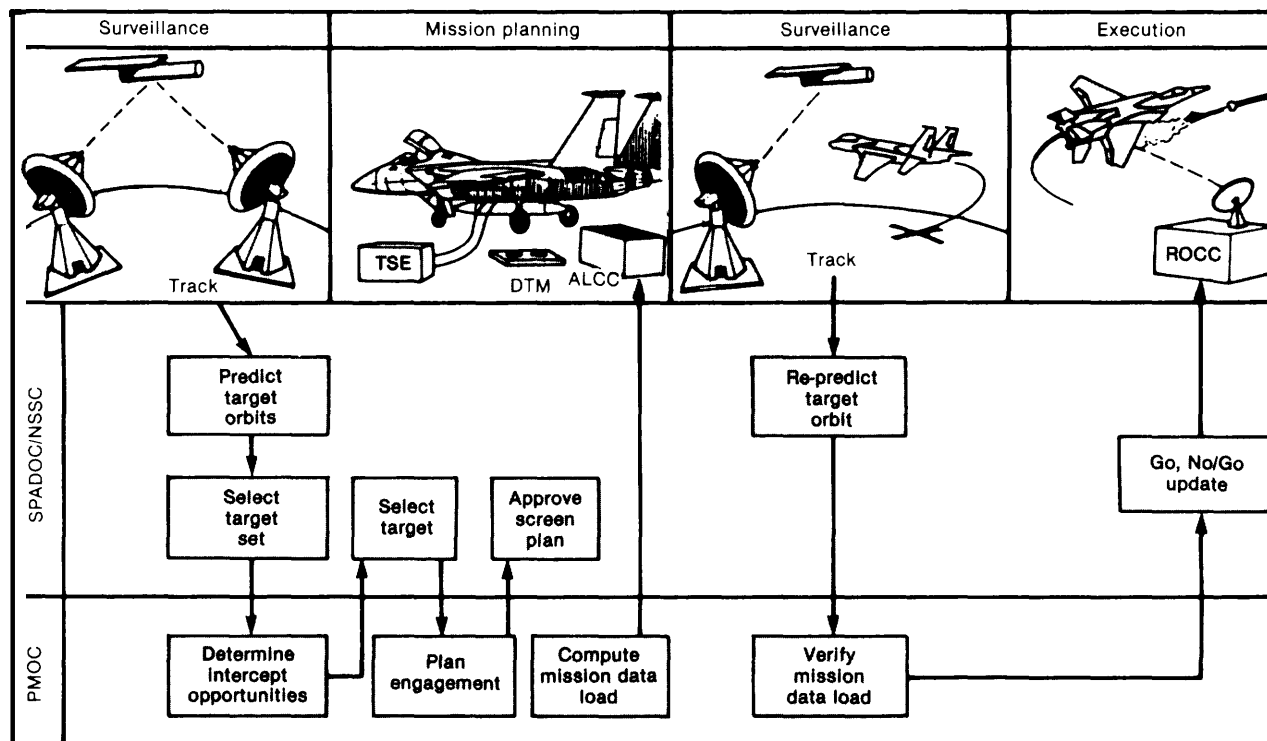 Surveillance
Mission planning
Surveillance
Execution
TSE
DTM
ALCC
ROCC
Track
Track
SPADOC/NSSC
Predict
target
orbits
Select
target
set
Select
target
Approve
screen
plan
Re-predict
target
orbit
Go, No/Go
update
PMOC
Determine
intercept
opportunities
Plan
engagement
Compute
mission data
load
Verify
mission
data load